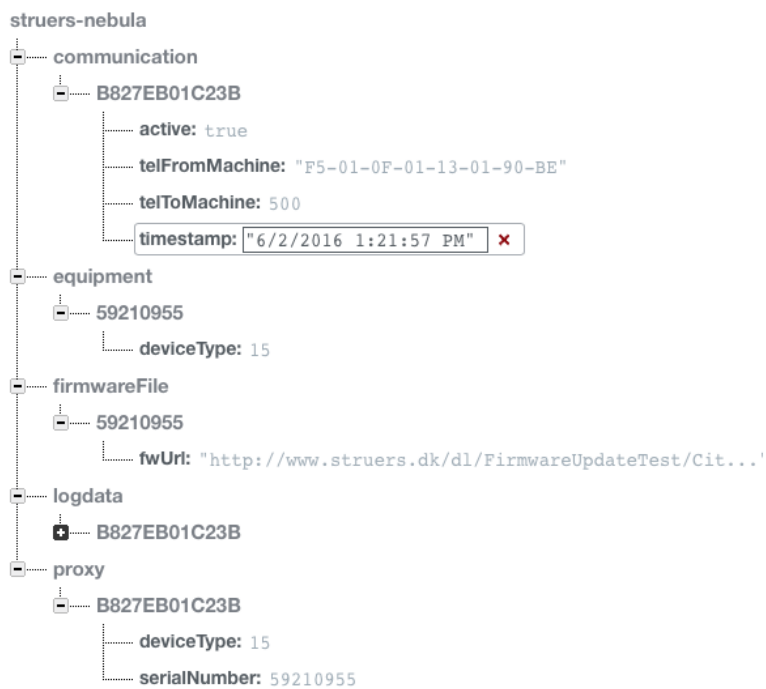 struers-nebula
communication
B827EB01C23B
active: true
telFromMachine: "F5-01-0F-01-13-01-90-BE"
telToMachine: 500
timestamp: "6/2/2016 1:21:57 PM"
equipment
59210955
deviceType: 15
firmwareFile
59210955
fwUrl: "http://www.struers.dk/dl/FirmwareUpdateTest/Cit..."
logdata
B827EB01C23B
proxy
B827EB01C23B
deviceType: 15
serialNumber: 59210955